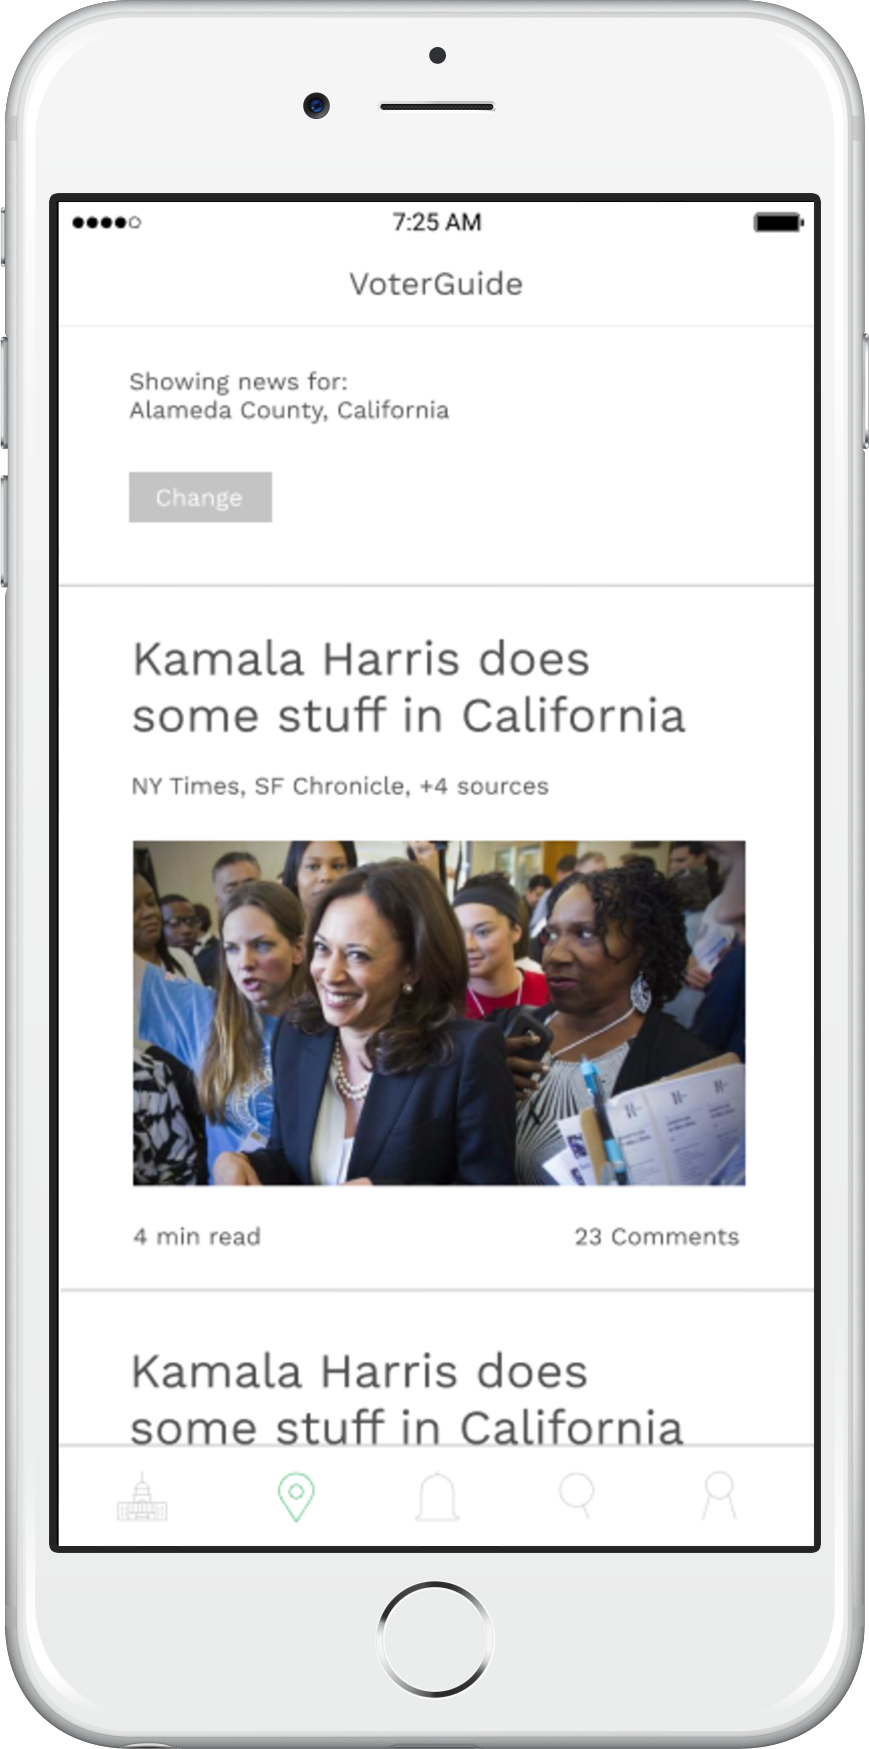 7:25 AM
VoterGuide
Showing news for:
Alameda County, California
Change
Kamala Harris does
some stuff in California
NY Times, SF Chronicle, +4 sources
4 min read
23 Comments
Kamala Harris does
some stuff in California